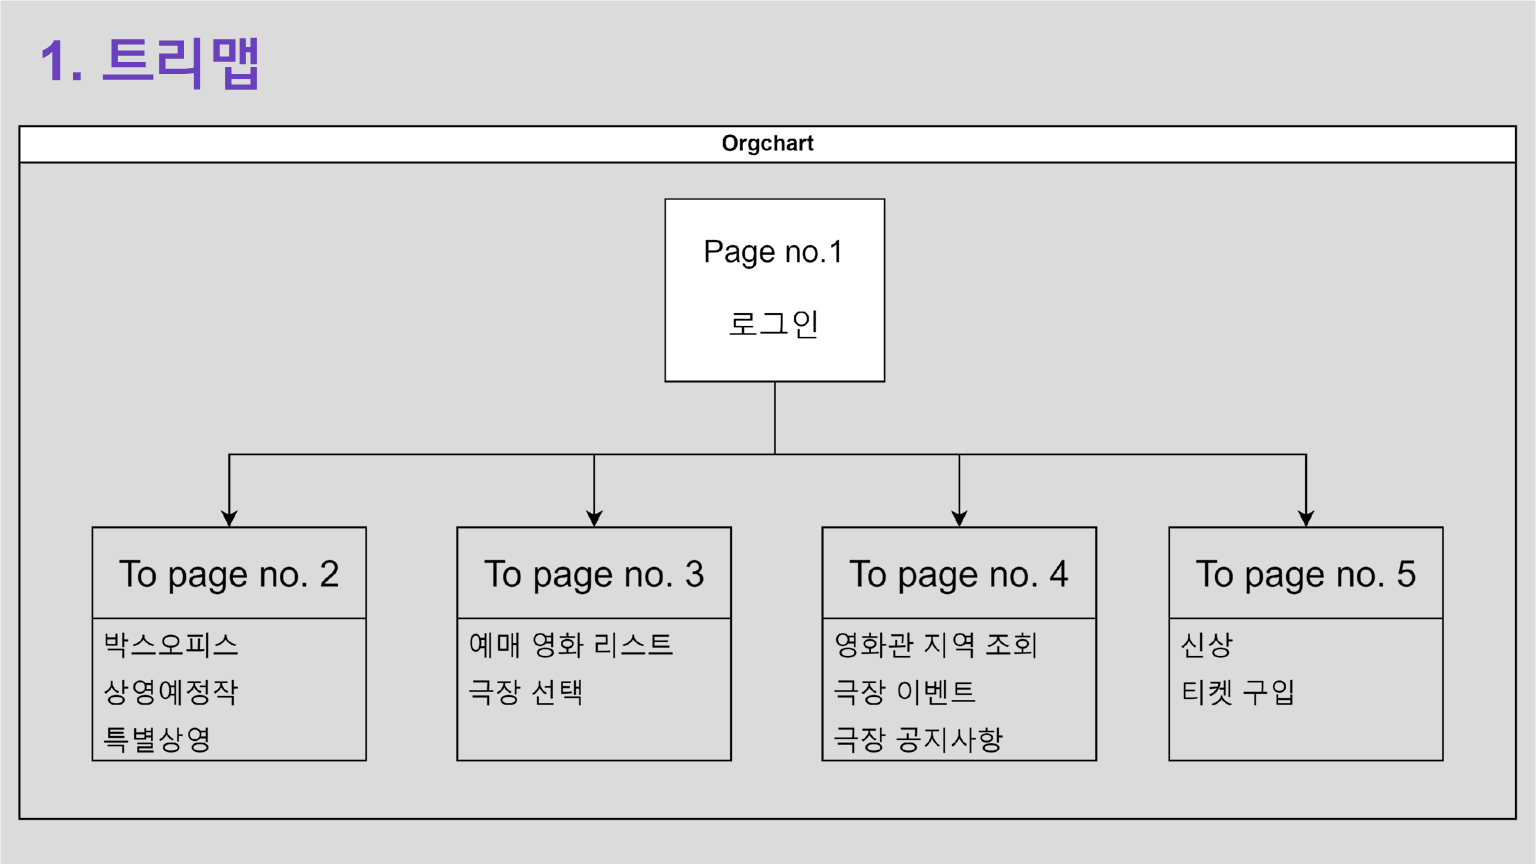 1. 트리맵
Orgchart
Page no.1
로그인
To page no. 2
박스오피스
상영예정작
특별상영
To page no. 3
예매 영화 리스트
극장 선택
To page no. 4
영화관 지역 조회
극장 이벤트
극장 공지사항
To page no. 5
신상
티켓 구입